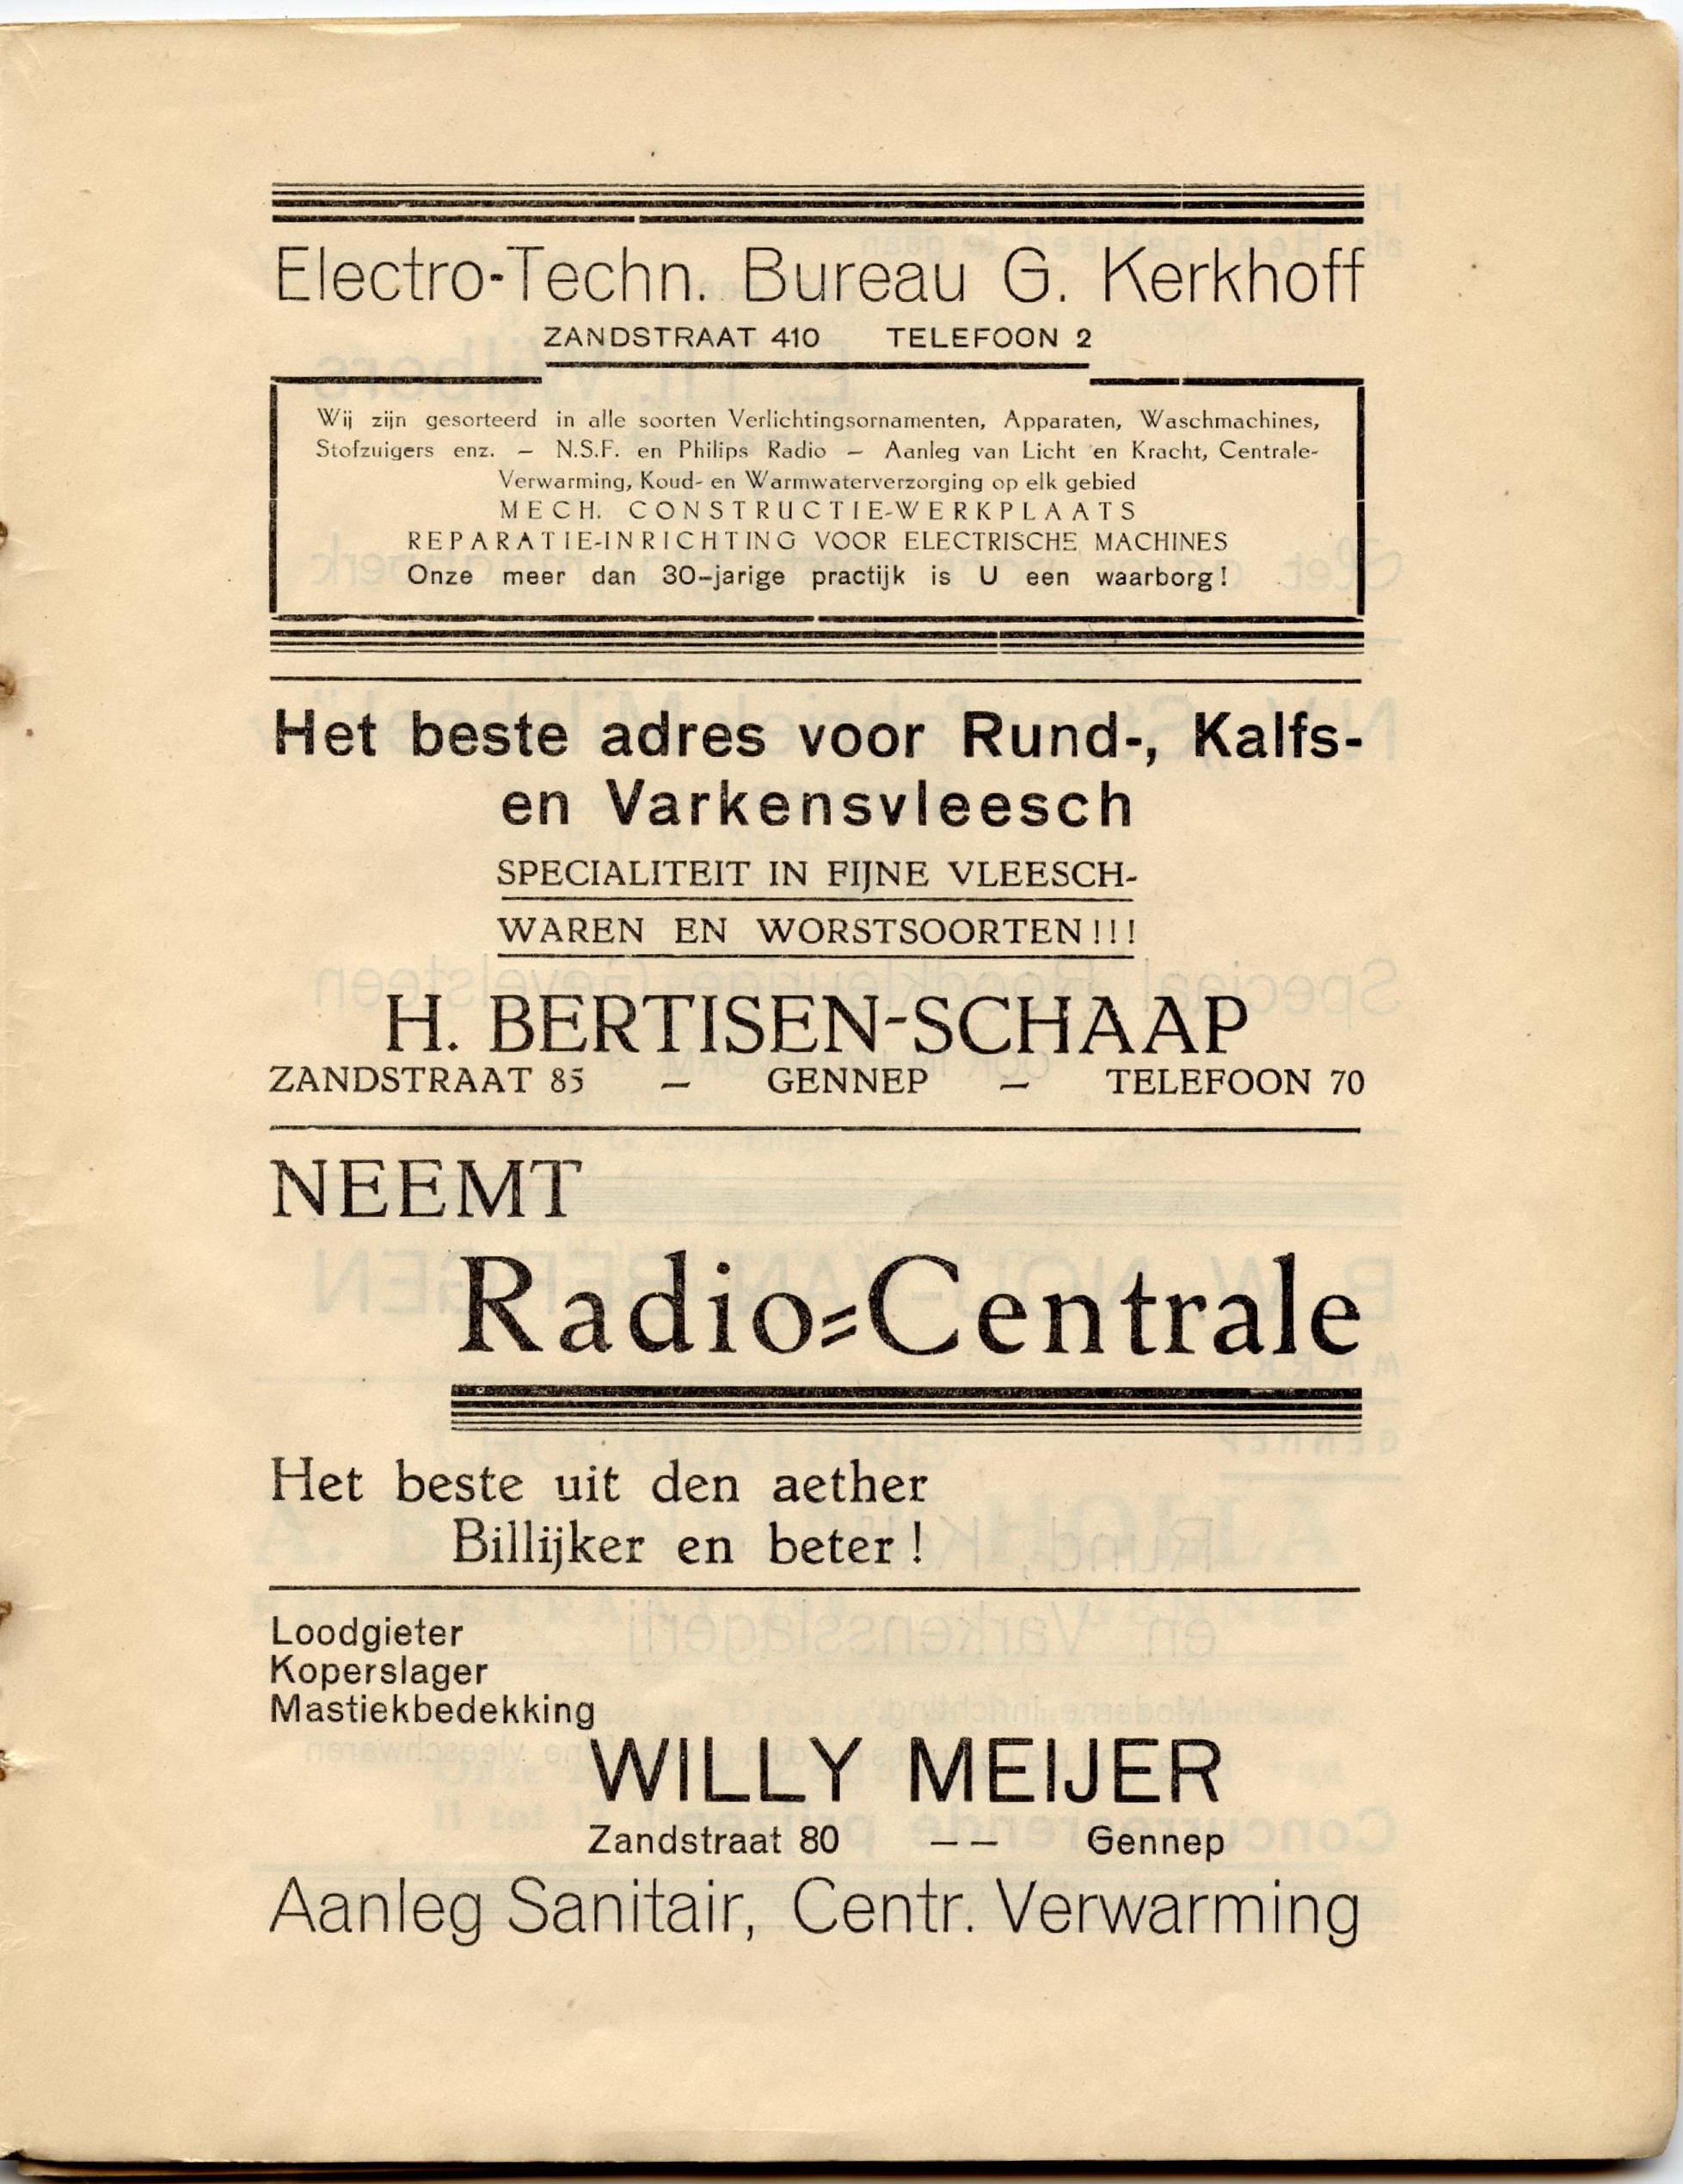 Electro-Techn. Bureau G. Kerkhoff
ZANDSTRAAT 410 TELEFOON 2
Wij zijn gesorteerd in alle soorten Verlichtingsornamenten, Apparaten, Waschmachines,
Stofzuigers enz. — N.S.F. en Philips Radio — Aanleg van Licht en Kracht, Centrale-
Verwarming, Koud- en Warmwaterverzorging op elk gebied
MECH. CONSTRUCTIE-WERKPLAATS
REPARATIE-INRICHTING VOOR ELECTRISCHE MACHINES
Onze meer dan 30-jarige practijk is U een waarborg!
Het beste adres voor Rund-, Kalfs-
en Varkensvleesch
SPECIALITEIT IN FIJNE VLEESCH-
WAREN EN WORSTSOORTEN!!!
H. BERTISEN-SCHAAP
ZANDSTRAAT 85 — GENNEP — TELEFOON 70
NEEMT
Radio-Centrale
Het beste uit den aether
Billijker en beter!
Loodgieter
Koperslager
Mastiekbedekking
WILLY MEIJER
Zandstraat 80 —— Gennep
Aanleg Sanitair, Centr. Verwarming